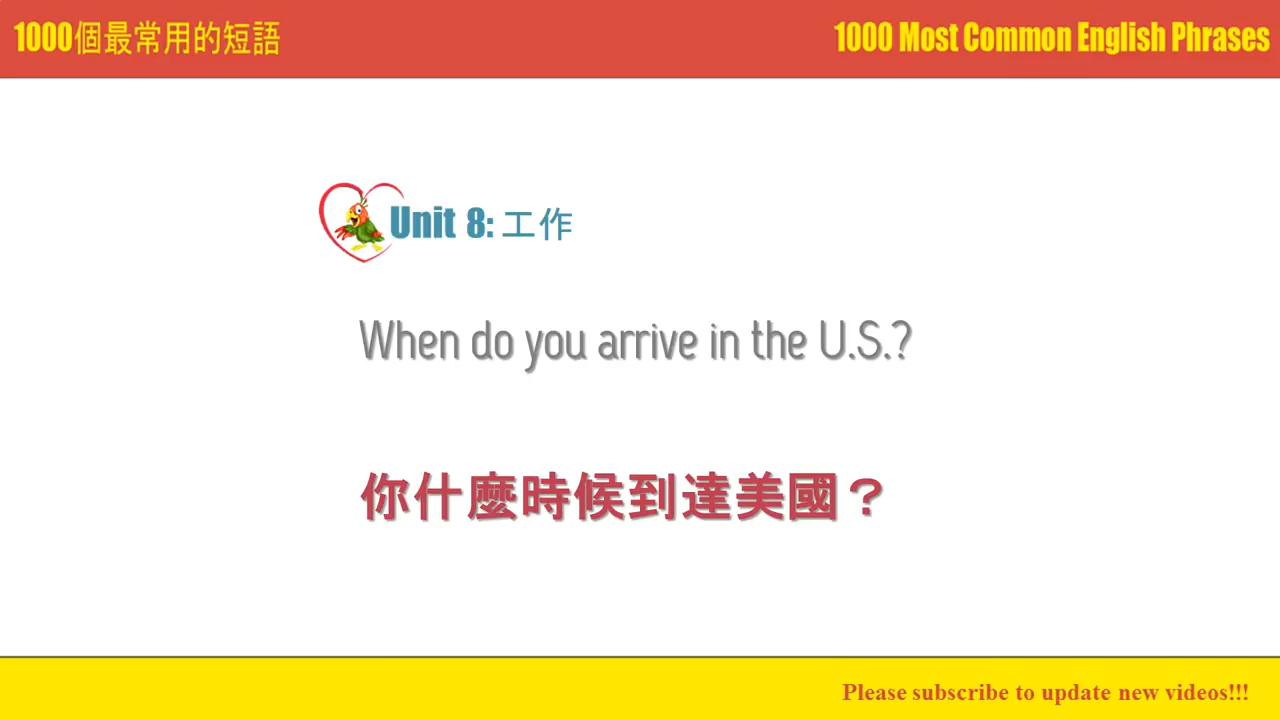 1000個最常用的短語
1000 Most Common English Phrases
Unit 8: 工作
When do you arrive in the U.S.?
你什麼時候到達美國？
Please subscribe to update new videos!!!